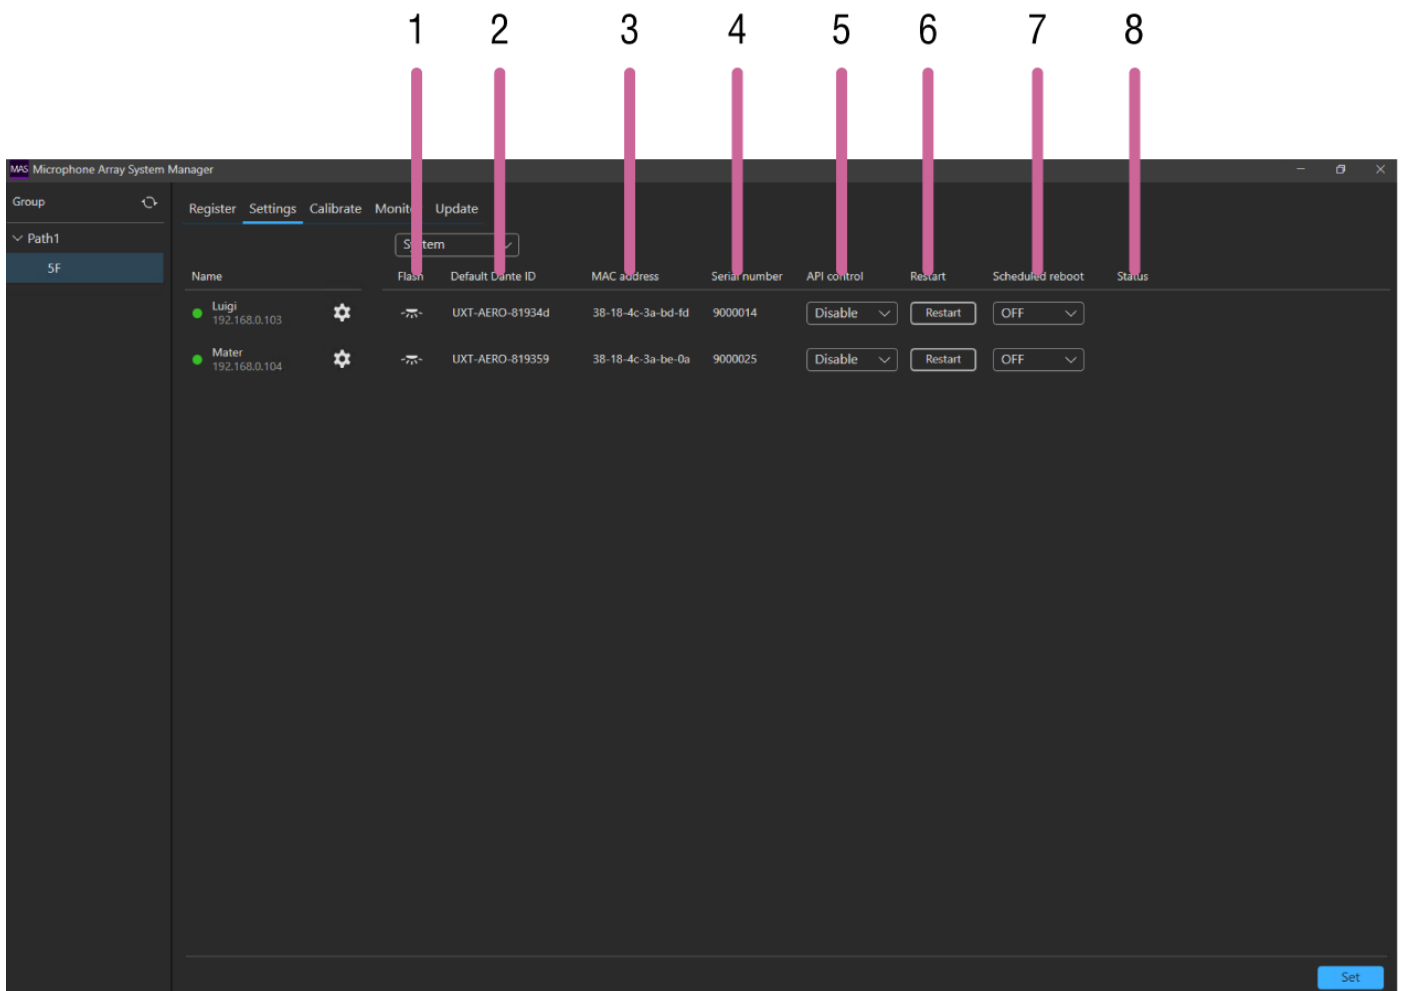 1 2 3 4 5 6 7 8
MAS Microphone Array System Manager
Group
Register Settings Calibrate Monitor Update
Path1
System
5F
Name Flash Default Dante ID MAC address Serial number API control Restart Scheduled reboot Status
Luigi
192.168.0.103
UXT-AERO-81934d 38-18-4c-3a-bd-fd 9000014 Disable Restart OFF
Mater
192.168.0.104
UXT-AERO-819359 38-18-4c-3a-be-0a 9000025 Disable Restart OFF
Set